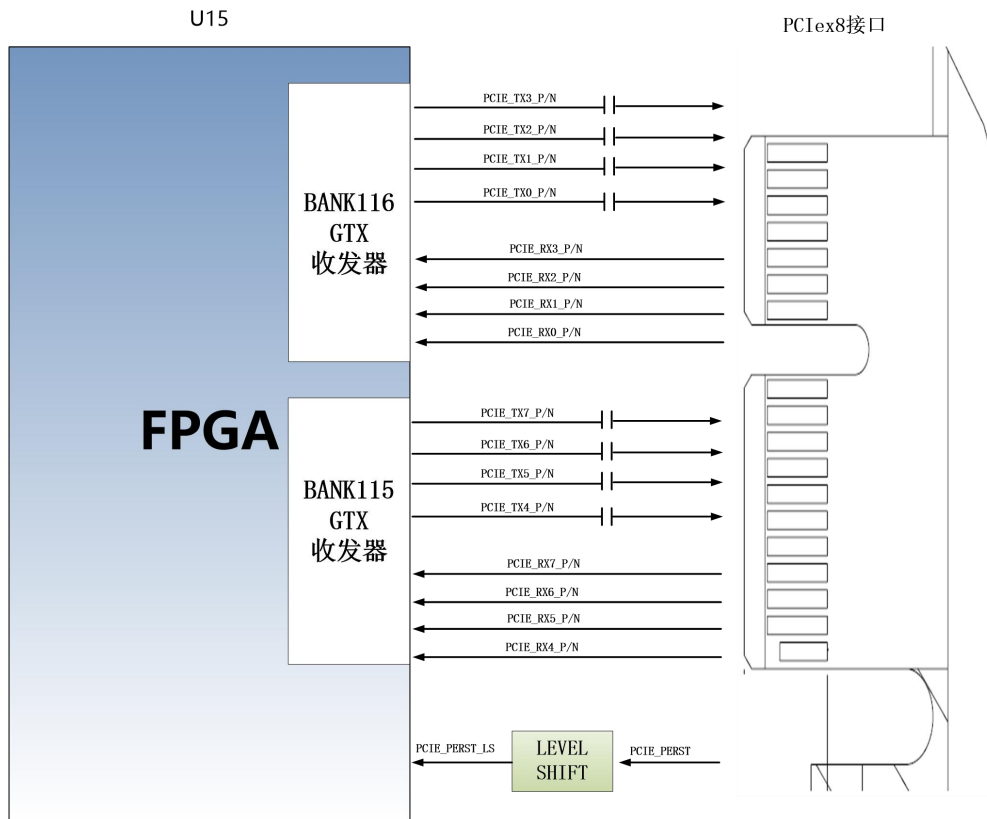 U15
PCIex8接口
PCIE_TX3_P/N
PCIE_TX2_P/N
PCIE_TX1_P/N
PCIE_TX0_P/N
BANK116
GTX
收发器
PCIE_RX3_P/N
PCIE_RX2_P/N
PCIE_RX1_P/N
PCIE_RX0_P/N
FPGA
PCIE_TX7_P/N
PCIE_TX6_P/N
PCIE_TX5_P/N
PCIE_TX4_P/N
BANK115
GTX
收发器
PCIE_RX7_P/N
PCIE_RX6_P/N
PCIE_RX5_P/N
PCIE_RX4_P/N
PCIE_PERST_LS
LEVEL
SHIFT
PCIE_PERST